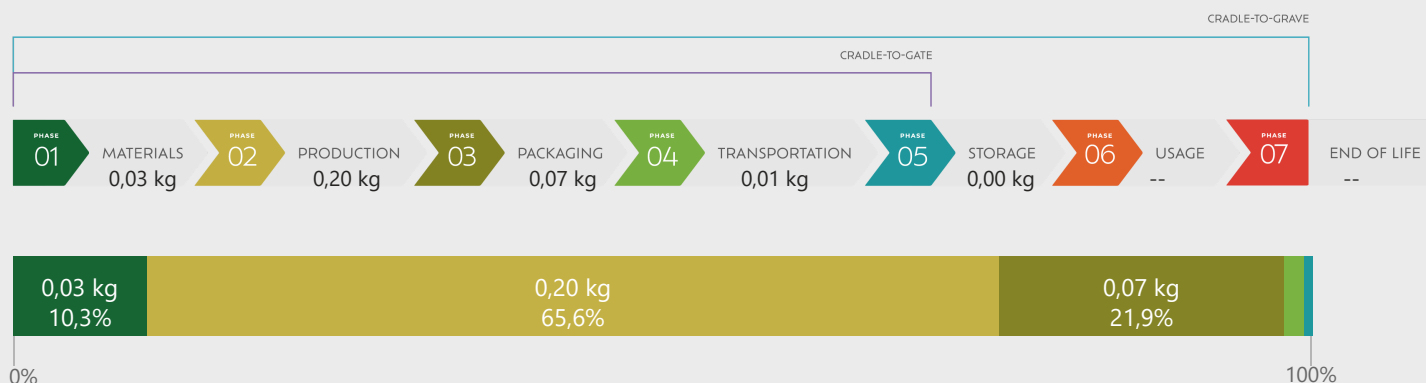 CRADLE-TO-GRAVE
CRADLE-TO-GATE
PHASE
01
MATERIALS
0,03 kg
PHASE
02
PRODUCTION
0,20 kg
PHASE
03
PACKAGING
0,07 kg
PHASE
04
TRANSPORTATION
0,01 kg
PHASE
05
STORAGE
0,00 kg
PHASE
06
USAGE
--
PHASE
07
END OF LIFE
--
0,03 kg
10,3%
0,20 kg
65,6%
0,07 kg
21,9%
0%
100%